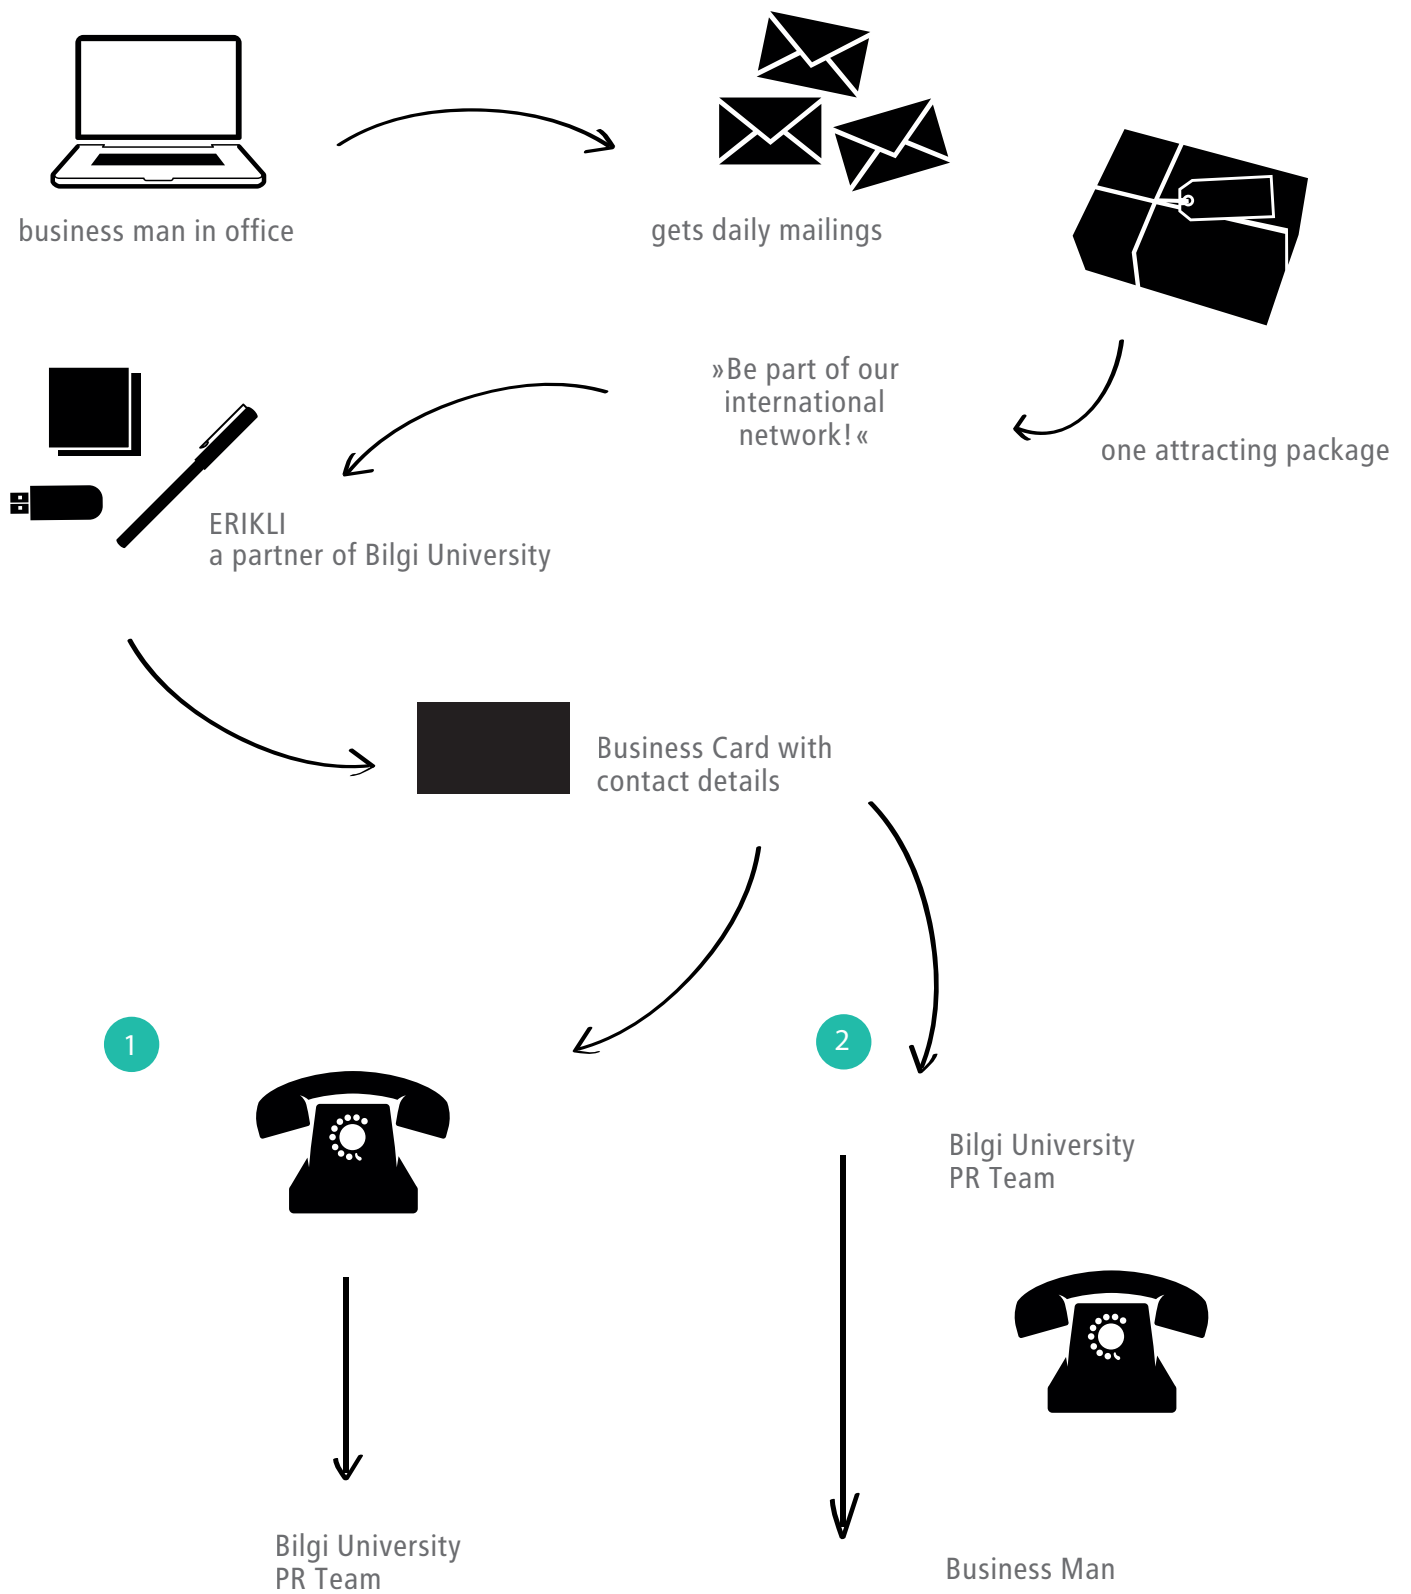 business man in office
gets daily mailings
»Be part of our
international
network!«
one attracting package
ERIKLI
a partner of Bilgi University
Business Card with
contact details
1
2
Bilgi University
PR Team
Bilgi University
PR Team
Business Man